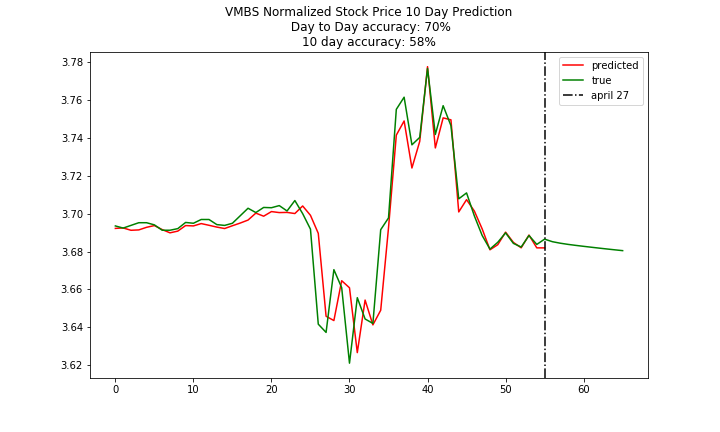 VMBS Normalized Stock Price 10 Day Prediction
Day to Day accuracy: 70%
10 day accuracy: 58%
3.78
3.76
3.74
3.72
3.70
3.68
3.66
3.64
3.62
predicted
true
april 27
0 10 20 30 40 50 60